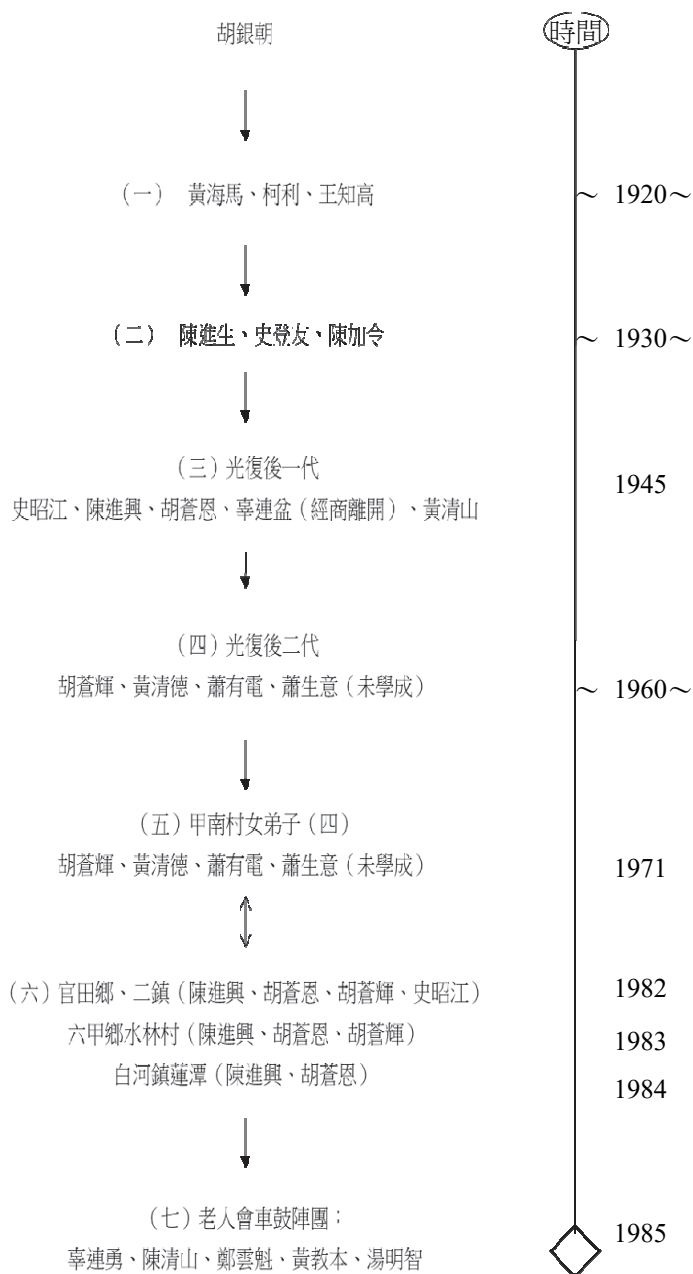 胡銀朝
時間
(一) 黃海馬、柯利、王知高
~ 1920~
(二) 陳進生、史登友、陳加令
~ 1930~
(三)光復後一代
1945
史昭江、陳進興、胡蒼恩、辜連盆(經商離開)、黃清山
(四)光復後二代
胡蒼輝、黃清德、蕭有電、蕭生意(未學成)
~ 1960~
(五)甲南村女弟子(四)
胡蒼輝、黃清德、蕭有電、蕭生意(未學成)
1971
(六)官田鄉、二鎮(陳進興、胡蒼恩、胡蒼輝、史昭江)
1982
六甲鄉水林村(陳進興、胡蒼恩、胡蒼輝)
1983
白河鎮蓮潭(陳進興、胡蒼恩)
1984
(七)老人會車鼓陣團:
1985
辜連勇、陳清山、鄭雲魁、黃教本、湯明智